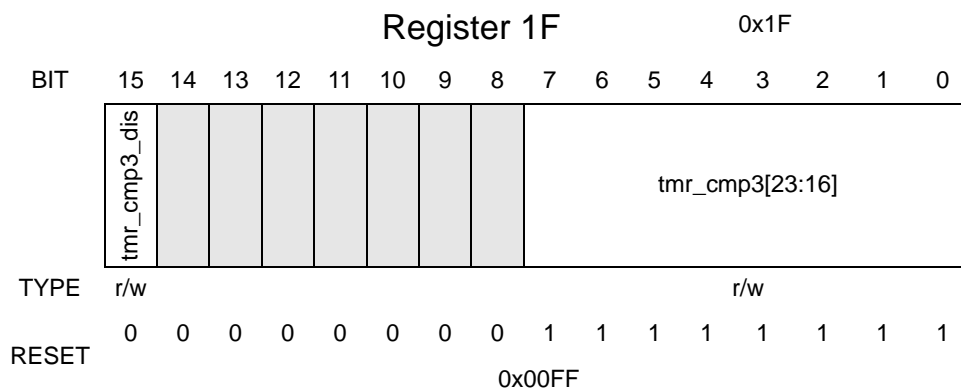 Register 1F 0x1F
BIT 15 14 13 12 11 10 9 8 7 6 5 4 3 2 1 0
tmr_cmp3_dis
tmr_cmp3[23:16]
TYPE r/w r/w
RESET 0 0 0 0 0 0 0 0 1 1 1 1 1 1 1 1
0x00FF